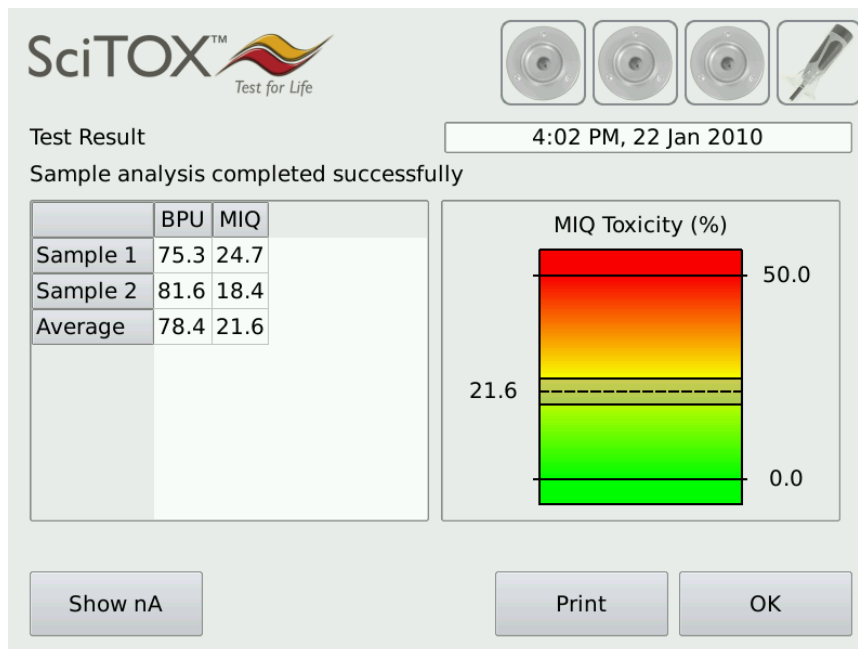 SciTOX™
Test for Life
Test Result
4:02 PM, 22 Jan 2010
Sample analysis completed successfully
BPU MIQ
Sample 1 75.3 24.7
Sample 2 81.6 18.4
Average 78.4 21.6
MIQ Toxicity (%)
50.0
21.6
0.0
Show nA
Print
OK